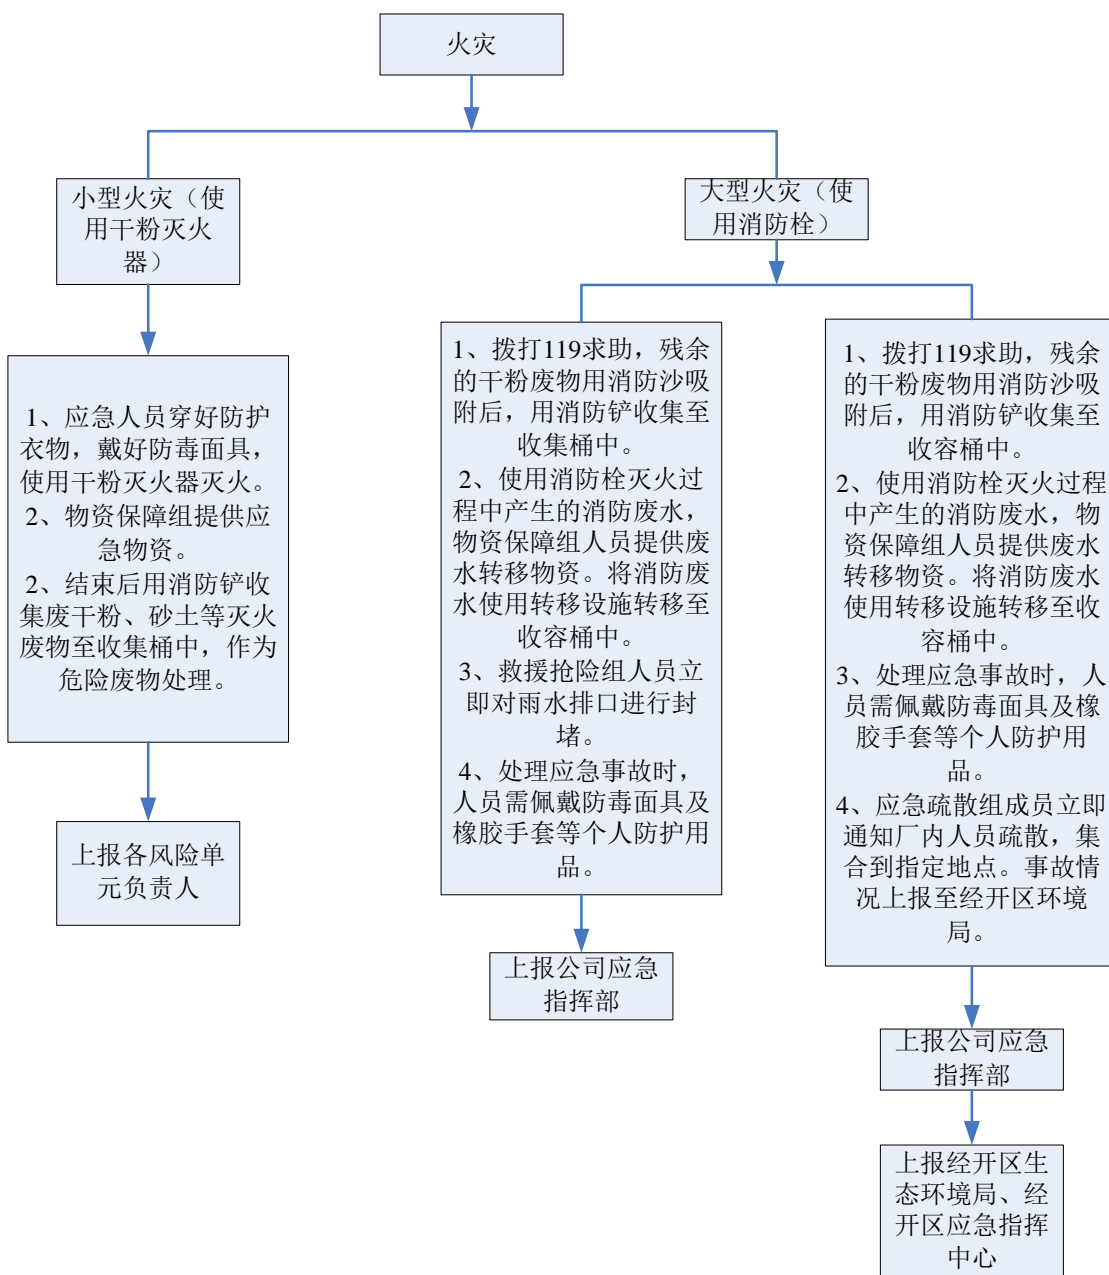 火灾
小型火灾（使
用干粉灭火
器）
大型火灾（使
用消防栓）
1、应急人员穿好防护
衣物，戴好防毒面具，
使用干粉灭火器灭火。
2、物资保障组提供应
急物资。
2、结束后用消防铲收
集废干粉、砂土等灭火
废物至收集桶中，作为
危险废物处理。
上报各风险单
元负责人
1、拨打119求助，残余
的干粉废物用消防沙吸
附后，用消防铲收集至
收集桶中。
2、使用消防栓灭火过
程中产生的消防废水，
物资保障组人员提供废
水转移物资。将消防废
水使用转移设施转移至
收容桶中。
3、救援抢险组人员立
即对雨水排口进行封
堵。
4、处理应急事故时，
人员需佩戴防毒面具及
橡胶手套等个人防护用
品。
上报公司应急
指挥部
1、拨打119求助，残余
的干粉废物用消防沙吸
附后，用消防铲收集至
收容桶中。
2、使用消防栓灭火过程
中产生的消防废水，物
资保障组人员提供废水
转移物资。将消防废水
使用转移设施转移至收
容桶中。
3、处理应急事故时，人
员需佩戴防毒面具及橡
胶手套等个人防护用
品。
4、应急疏散组成员立即
通知厂内人员疏散，集
合到指定地点。事故情
况上报至经开区环境
局。
上报公司应急
指挥部
上报经开区生
态环境局、经
开区应急指挥
中心